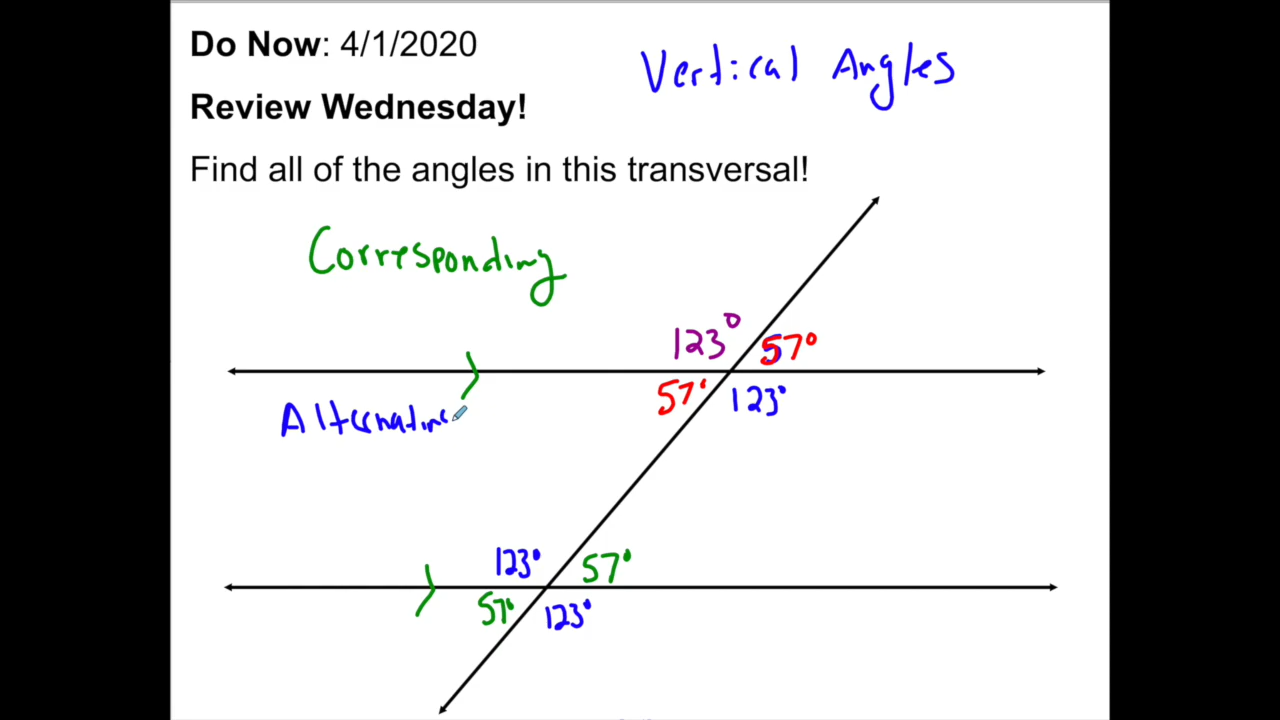 Do Now: 4/1/2020
Vertical Angles
Review Wednesday!
Find all of the angles in this transversal!
Corresponding
123° 57°
57° 123°
123° 57°
57° 123°